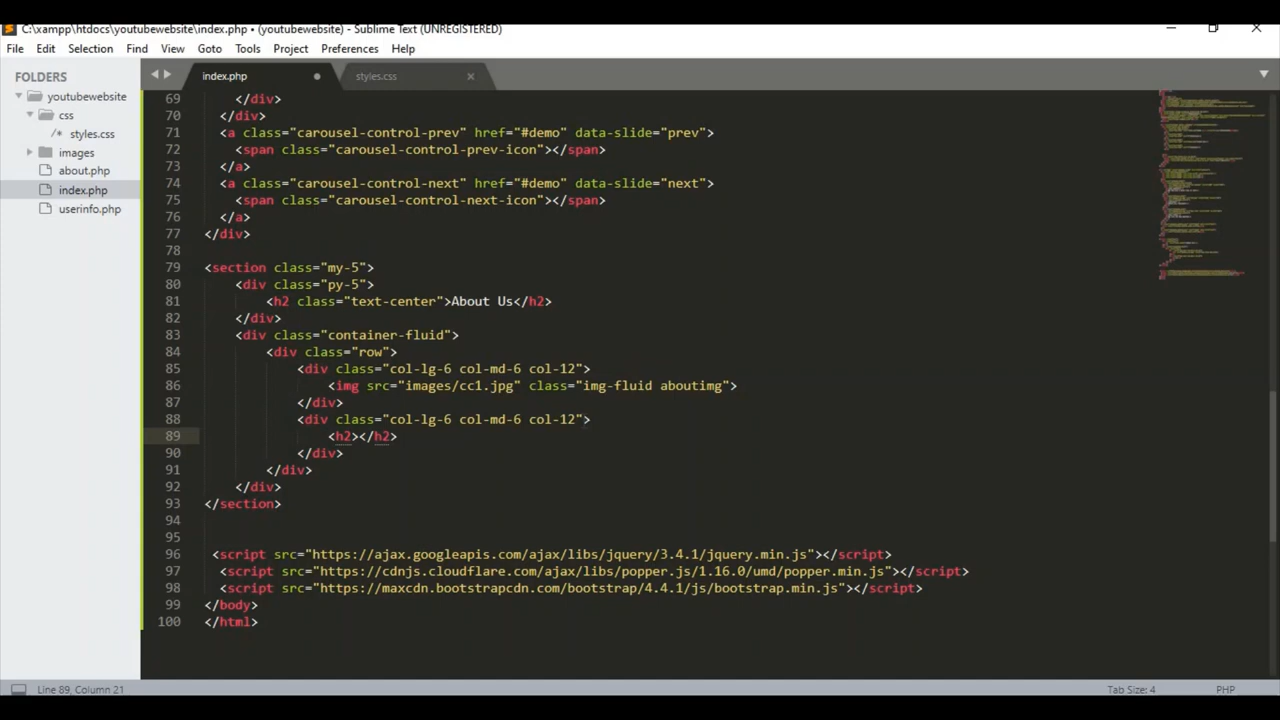 C:\xampp\htdocs\youtubewebsite\index.php • (youtubewebsite) - Sublime Text (UNREGISTERED)
File Edit Selection Find View Goto Tools Project Preferences Help
FOLDERS
youtubewebsite
css
/* styles.css
images
about.php
index.php
userinfo.php
index.php
styles.css ×
69 </div>
70 </div>
71 <a class="carousel-control-prev" href="#demo" data-slide="prev">
72 <span class="carousel-control-prev-icon"></span>
73 </a>
74 <a class="carousel-control-next" href="#demo" data-slide="next">
75 <span class="carousel-control-next-icon"></span>
76 </a>
77 </div>
78
79 <section class="my-5">
80 <div class="py-5">
81 <h2 class="text-center">About Us</h2>
82 </div>
83 <div class="container-fluid">
84 <div class="row">
85 <div class="col-lg-6 col-md-6 col-12">
86 <img src="images/cc1.jpg" class="img-fluid aboutimg">
87 </div>
88 <div class="col-lg-6 col-md-6 col-12">
89 <h2></h2>
90 </div>
91 </div>
92 </div>
93 </section>
94
95
96 <script src="https://ajax.googleapis.com/ajax/libs/jquery/3.4.1/jquery.min.js"></script>
97 <script src="https://cdnjs.cloudflare.com/ajax/libs/popper.js/1.16.0/umd/popper.min.js"></script>
98 <script src="https://maxcdn.bootstrapcdn.com/bootstrap/4.4.1/js/bootstrap.min.js"></script>
99 </body>
100 </html>
Line 89, Column 21
Tab Size: 4
PHP